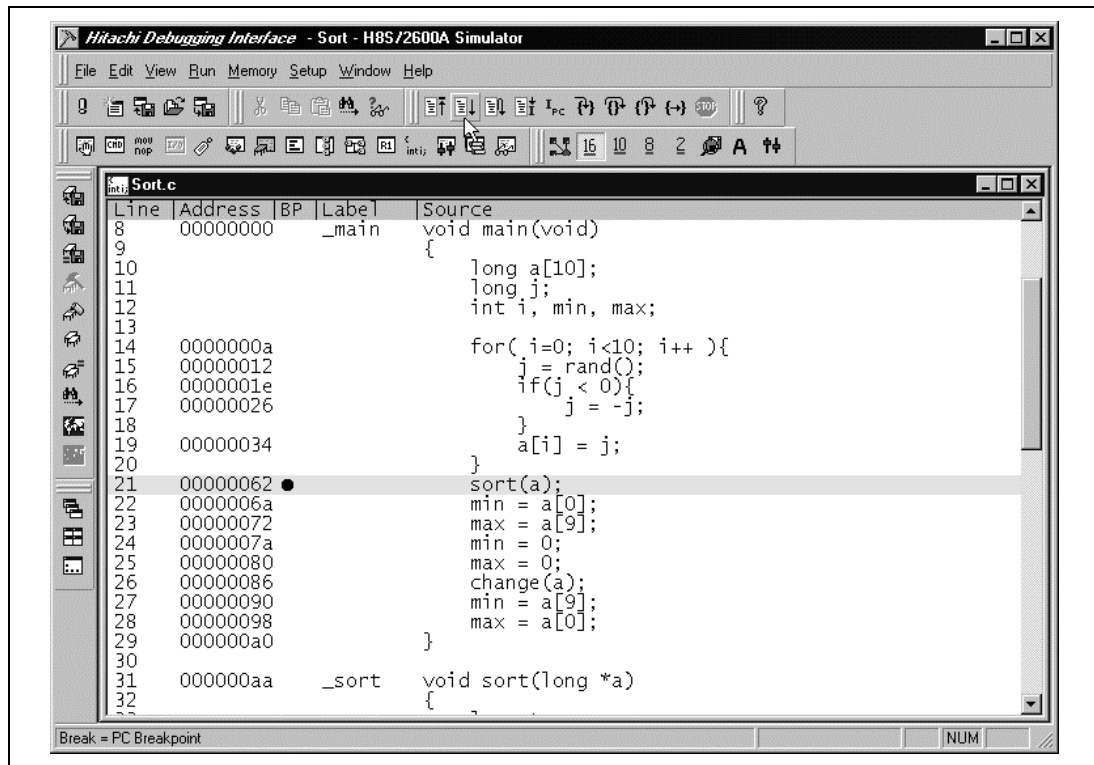 Hitachi Debugging Interface - Sort - H8S/2600A Simulator
File Edit View Run Memory Setup Window Help
Sort.c
Line Address BP Label Source
8 00000000 _main void main(void)
9 {
10 long a[10];
11 long j;
12 int i, min, max;
13
14 0000000a for( i=0; i<10; i++ ){
15 00000012 j = rand();
16 0000001e if(j < 0){
17 00000026 j = -j;
18 }
19 00000034 a[i] = j;
20 }
21 00000062 ● sort(a);
22 0000006a min = a[0];
23 00000072 max = a[9];
24 0000007a min = 0;
25 00000080 max = 0;
26 00000086 change(a);
27 00000090 min = a[9];
28 00000098 max = a[0];
29 000000a0 }
30
31 000000aa _sort void sort(long *a)
32 {
Break = PC Breakpoint NUM